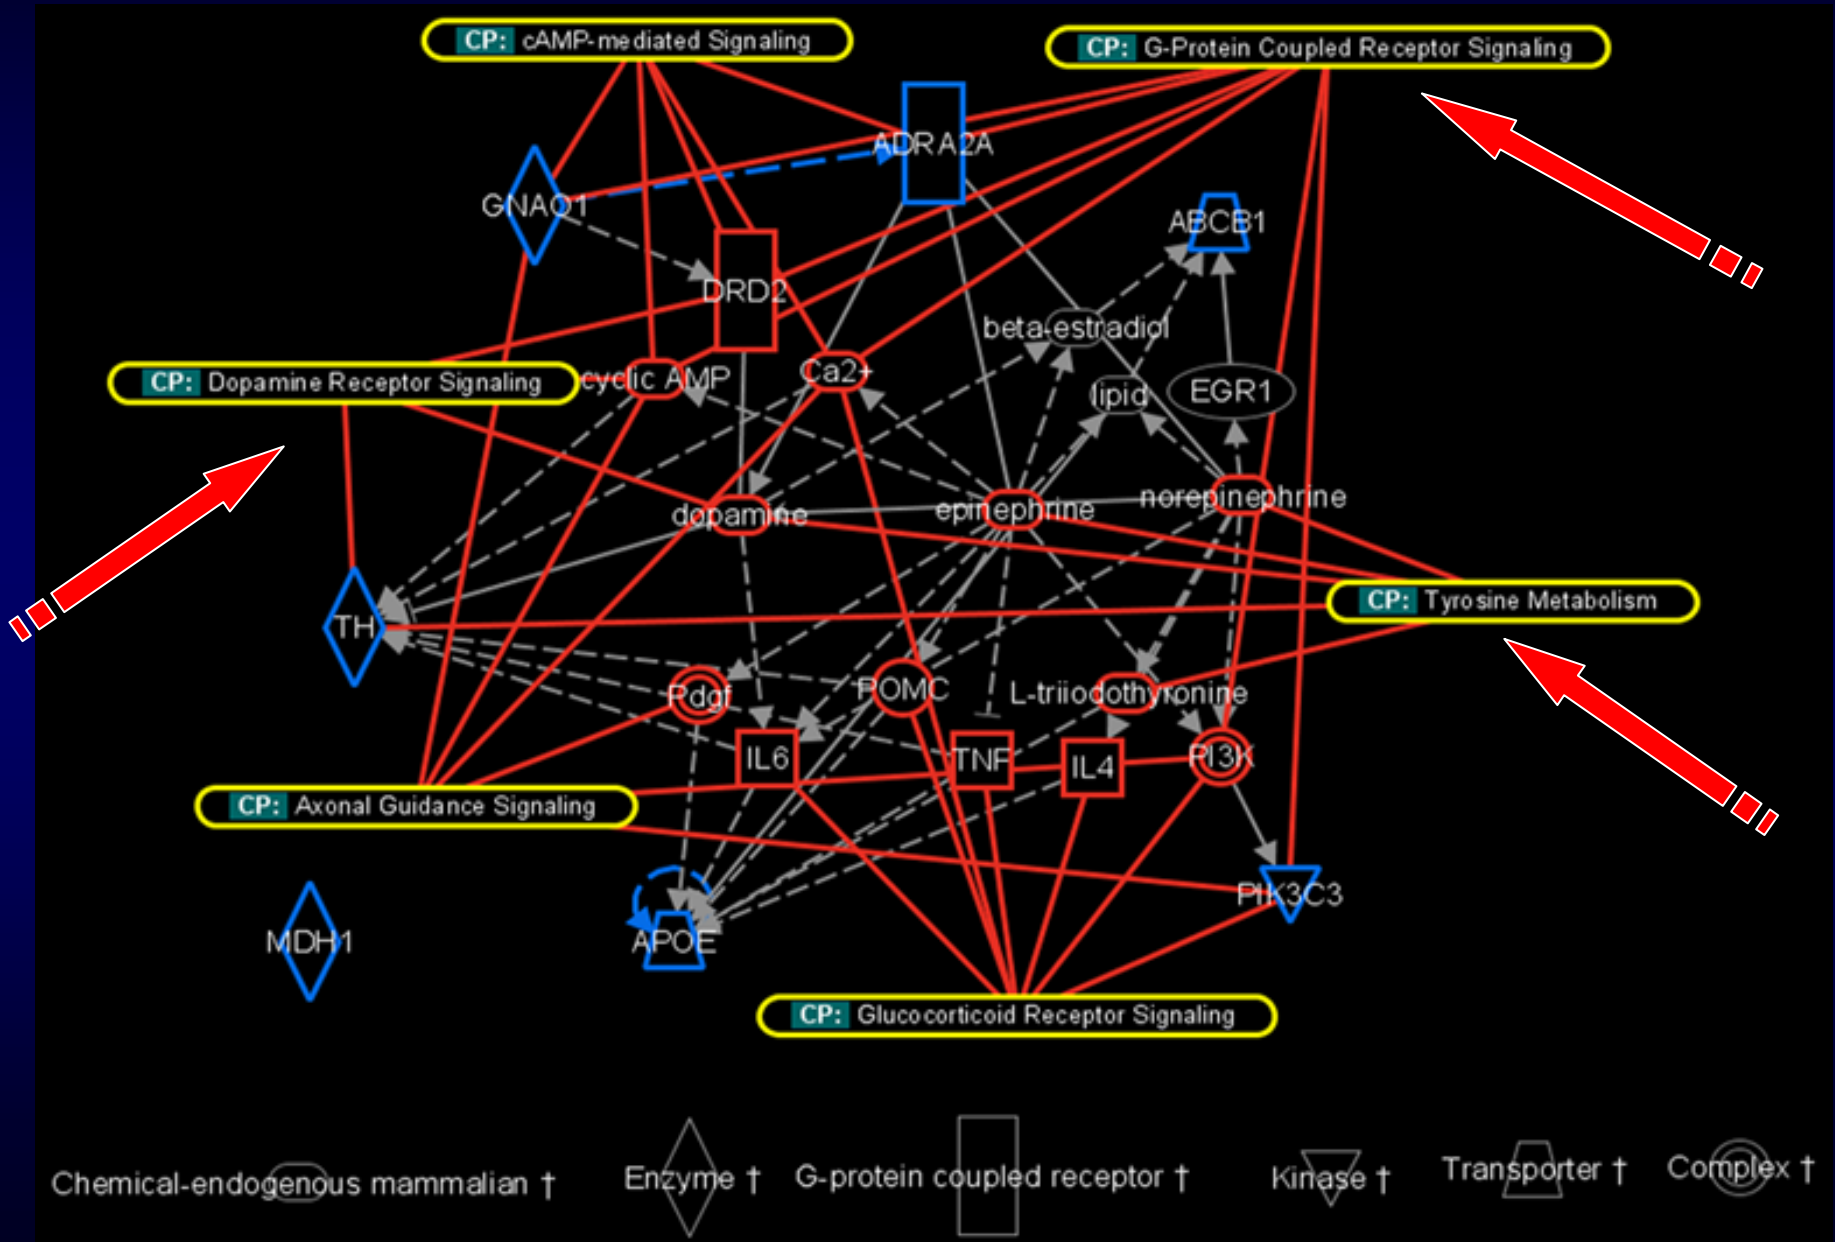 CP: cAMP-mediated Signaling
CP: G-Protein Coupled Receptor Signaling
ADRA2A
GNAO1
ABCB1
DRD2
beta-estradiol
CP: Dopamine Receptor Signaling
cyclic AMP
Ca2+
lipid
EGR1
dopamine
epinephrine
norepinephrine
CP: Tyrosine Metabolism
TH
Pdgf
POMC
L-triiodothyronine
IL6
TNF
IL4
PI3K
CP: Axonal Guidance Signaling
PIK3C3
MDH1
APOE
CP: Glucocorticoid Receptor Signaling
Chemical-endogenous mammalian †
Enzyme †
G-protein coupled receptor †
Kinase †
Transporter †
Complex †